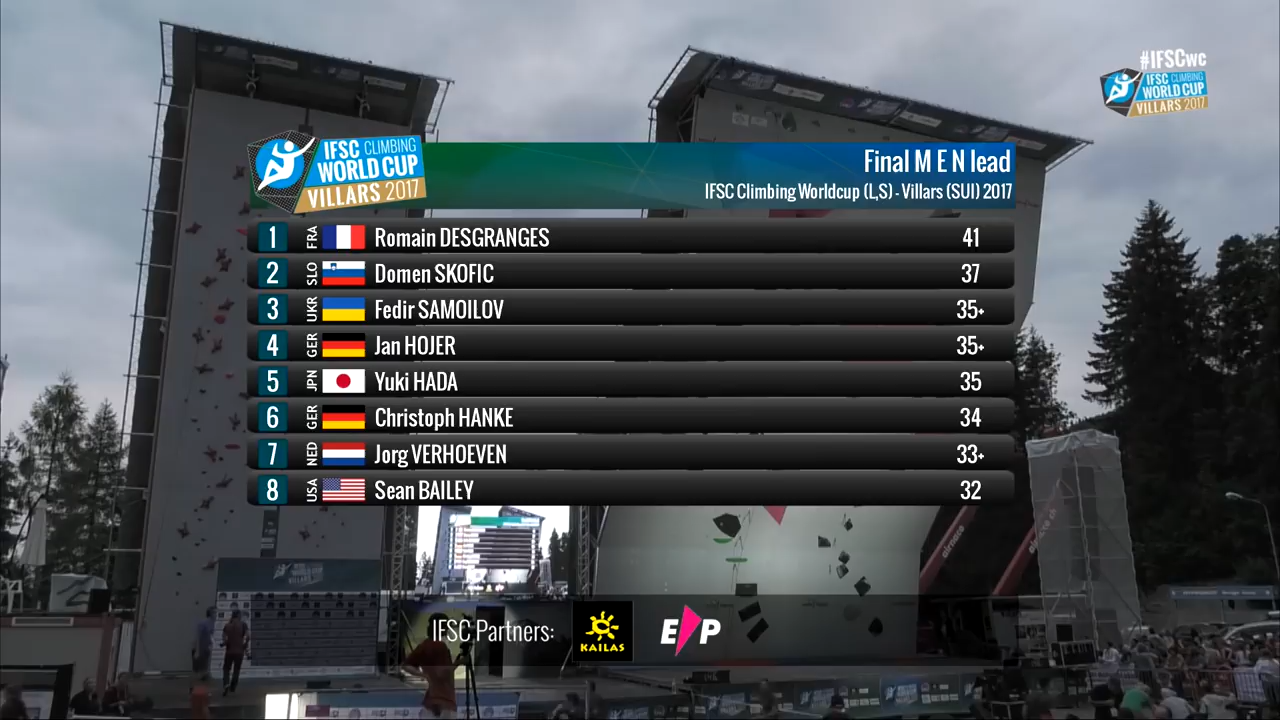 #IFSCwc
IFSC CLIMBING
WORLD CUP
VILLARS 2017
IFSC CLIMBING
WORLD CUP
VILLARS 2017
Final M E N lead
IFSC Climbing Worldcup (L,S) - Villars (SUI) 2017
1 FRA Romain DESGRANGES 41
2 SLO Domen SKOFIC 37
3 UKR Fedir SAMOILOV 35+
4 GER Jan HOJER 35+
5 JPN Yuki HADA 35
6 GER Christoph HANKE 34
7 NED Jorg VERHOEVEN 33+
8 USA Sean BAILEY 32
IFSC Partners:
KAILAS
EP